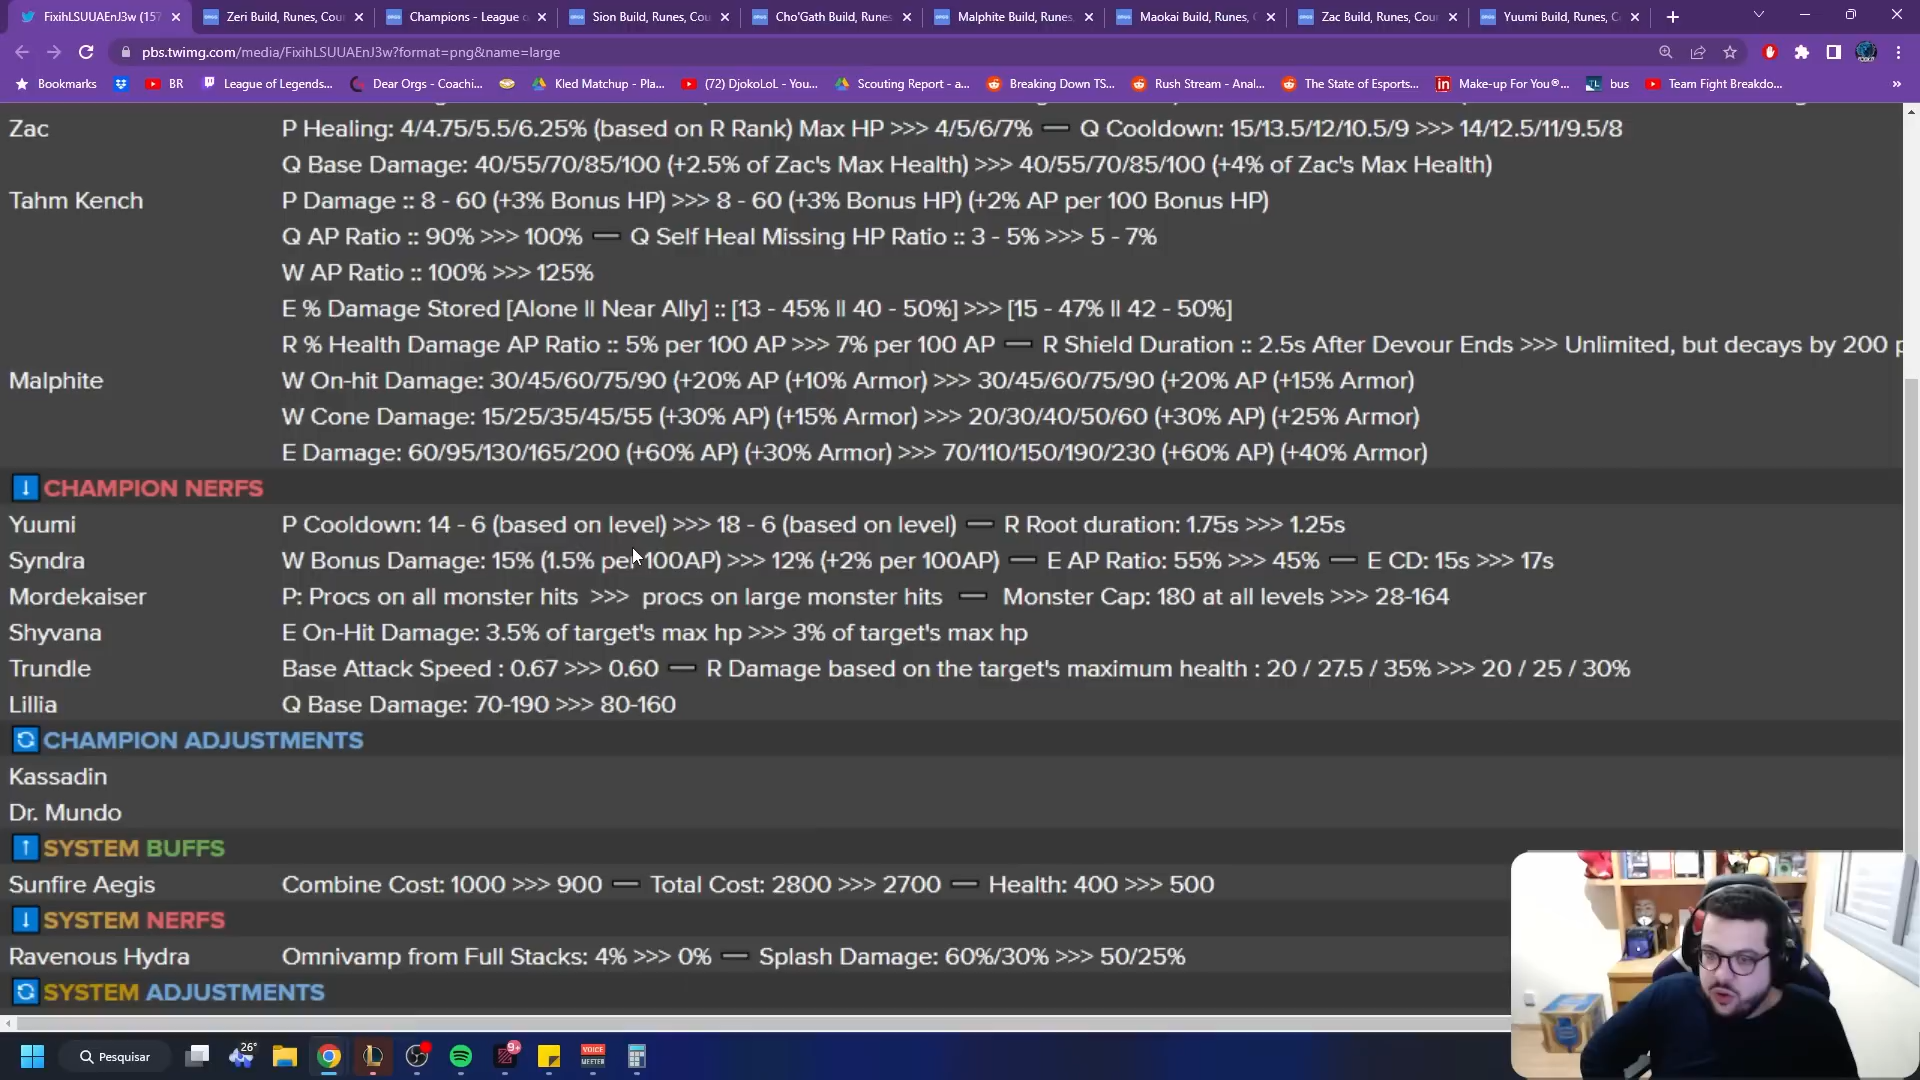 FixihLSUUAEnJ3w (157
Zeri Build, Runes, Cou
Champions - League o
Sion Build, Runes, Cou
Cho'Gath Build, Runes
Malphite Build, Runes,
Maokai Build, Runes, C
Zac Build, Runes, Cou
Yuumi Build, Runes, C
pbs.twimg.com/media/FixihLSUUAEnJ3w?format=png&name=large
Bookmarks
BR
League of Legends...
Dear Orgs - Coachi...
Kled Matchup - Pla...
(72) DjokoLoL - You...
Scouting Report - a...
Breaking Down TS...
Rush Stream - Anal...
The State of Esports...
Make-up For You®...
bus
Team Fight Breakdo...
Zac P Healing: 4/4.75/5.5/6.25% (based on R Rank) Max HP >>> 4/5/6/7% — Q Cooldown: 15/13.5/12/10.5/9 >>> 14/12.5/11/9.5/8
Q Base Damage: 40/55/70/85/100 (+2.5% of Zac's Max Health) >>> 40/55/70/85/100 (+4% of Zac's Max Health)
Tahm Kench P Damage :: 8 - 60 (+3% Bonus HP) >>> 8 - 60 (+3% Bonus HP) (+2% AP per 100 Bonus HP)
Q AP Ratio :: 90% >>> 100% — Q Self Heal Missing HP Ratio :: 3 - 5% >>> 5 - 7%
W AP Ratio :: 100% >>> 125%
E % Damage Stored [Alone || Near Ally] :: [13 - 45% || 40 - 50%] >>> [15 - 47% || 42 - 50%]
R % Health Damage AP Ratio :: 5% per 100 AP >>> 7% per 100 AP — R Shield Duration :: 2.5s After Devour Ends >>> Unlimited, but decays by 200 p
Malphite W On-hit Damage: 30/45/60/75/90 (+20% AP (+10% Armor) >>> 30/45/60/75/90 (+20% AP (+15% Armor)
W Cone Damage: 15/25/35/45/55 (+30% AP) (+15% Armor) >>> 20/30/40/50/60 (+30% AP) (+25% Armor)
E Damage: 60/95/130/165/200 (+60% AP) (+30% Armor) >>> 70/110/150/190/230 (+60% AP) (+40% Armor)
CHAMPION NERFS
Yuumi P Cooldown: 14 - 6 (based on level) >>> 18 - 6 (based on level) — R Root duration: 1.75s >>> 1.25s
Syndra W Bonus Damage: 15% (1.5% per 100AP) >>> 12% (+2% per 100AP) — E AP Ratio: 55% >>> 45% — E CD: 15s >>> 17s
Mordekaiser P: Procs on all monster hits >>> procs on large monster hits — Monster Cap: 180 at all levels >>> 28-164
Shyvana E On-Hit Damage: 3.5% of target's max hp >>> 3% of target's max hp
Trundle Base Attack Speed : 0.67 >>> 0.60 — R Damage based on the target's maximum health : 20 / 27.5 / 35% >>> 20 / 25 / 30%
Lillia Q Base Damage: 70-190 >>> 80-160
CHAMPION ADJUSTMENTS
Kassadin
Dr. Mundo
SYSTEM BUFFS
Sunfire Aegis Combine Cost: 1000 >>> 900 — Total Cost: 2800 >>> 2700 — Health: 400 >>> 500
SYSTEM NERFS
Ravenous Hydra Omnivamp from Full Stacks: 4% >>> 0% — Splash Damage: 60%/30% >>> 50/25%
SYSTEM ADJUSTMENTS
Pesquisar
26°
9+
VOICE
MEETER